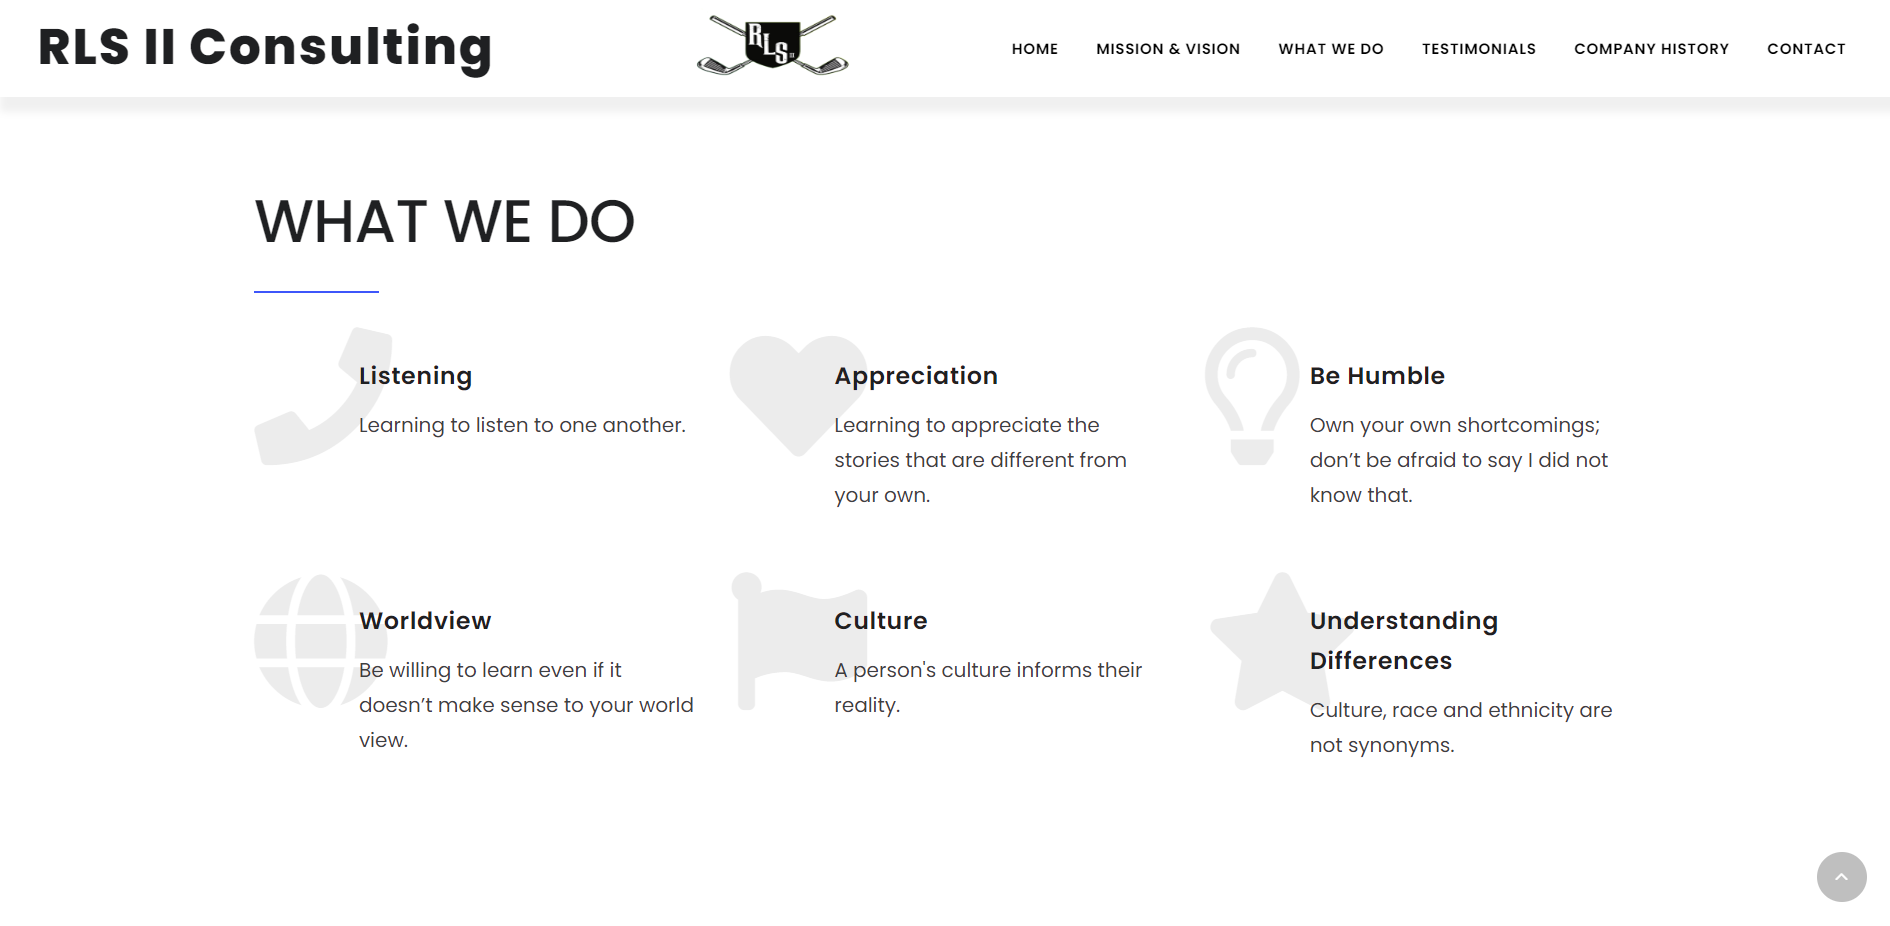 RLS II Consulting
RLS II
HOME MISSION & VISION WHAT WE DO TESTIMONIALS COMPANY HISTORY CONTACT
WHAT WE DO
Listening
Learning to listen to one another.
Appreciation
Learning to appreciate the
stories that are different from
your own.
Be Humble
Own your own shortcomings;
don’t be afraid to say I did not
know that.
Worldview
Be willing to learn even if it
doesn’t make sense to your world
view.
Culture
A person's culture informs their
reality.
Understanding
Differences
Culture, race and ethnicity are
not synonyms.